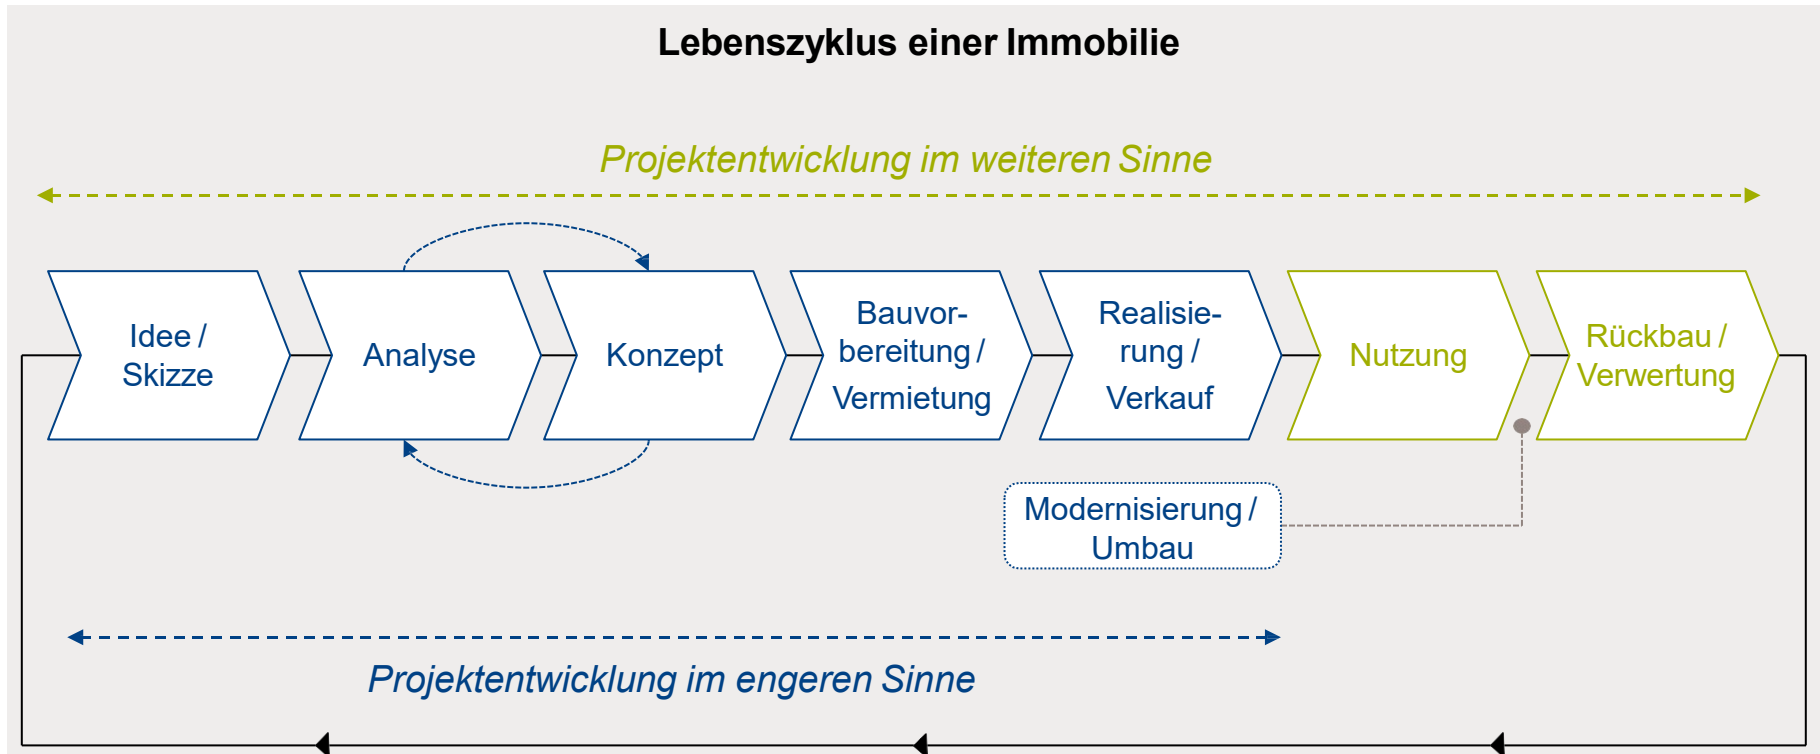 Lebenszyklus einer Immobilie
Projektentwicklung im weiteren Sinne
Idee /
Skizze
Analyse
Konzept
Bauvor-
bereitung /
Vermietung
Realisie-
rung /
Verkauf
Nutzung
Rückbau /
Verwertung
Modernisierung /
Umbau
Projektentwicklung im engeren Sinne